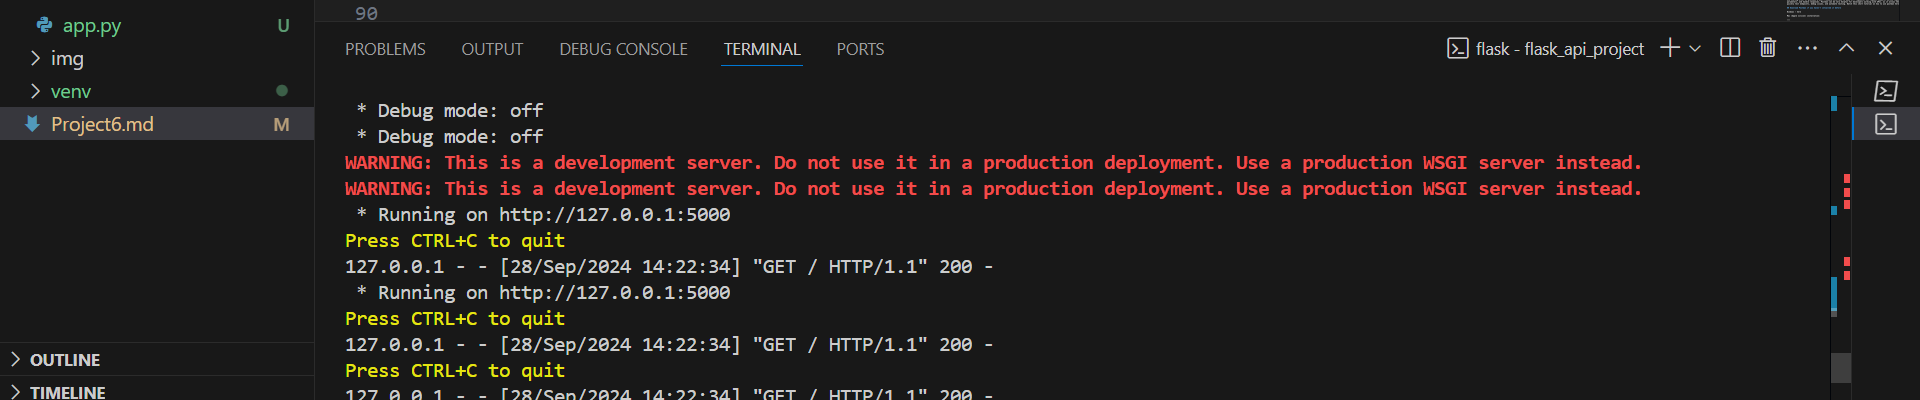 app.py U
img
venv
Project6.md M
OUTLINE
TIMELINE
90
PROBLEMS OUTPUT DEBUG CONSOLE TERMINAL PORTS
flask - flask_api_project
* Debug mode: off
* Debug mode: off
WARNING: This is a development server. Do not use it in a production deployment. Use a production WSGI server instead.
WARNING: This is a development server. Do not use it in a production deployment. Use a production WSGI server instead.
* Running on http://127.0.0.1:5000
Press CTRL+C to quit
127.0.0.1 - - [28/Sep/2024 14:22:34] "GET / HTTP/1.1" 200 -
* Running on http://127.0.0.1:5000
Press CTRL+C to quit
127.0.0.1 - - [28/Sep/2024 14:22:34] "GET / HTTP/1.1" 200 -
Press CTRL+C to quit
127.0.0.1 - - [28/Sep/2024 14:22:34] "GET / HTTP/1.1" 200 -